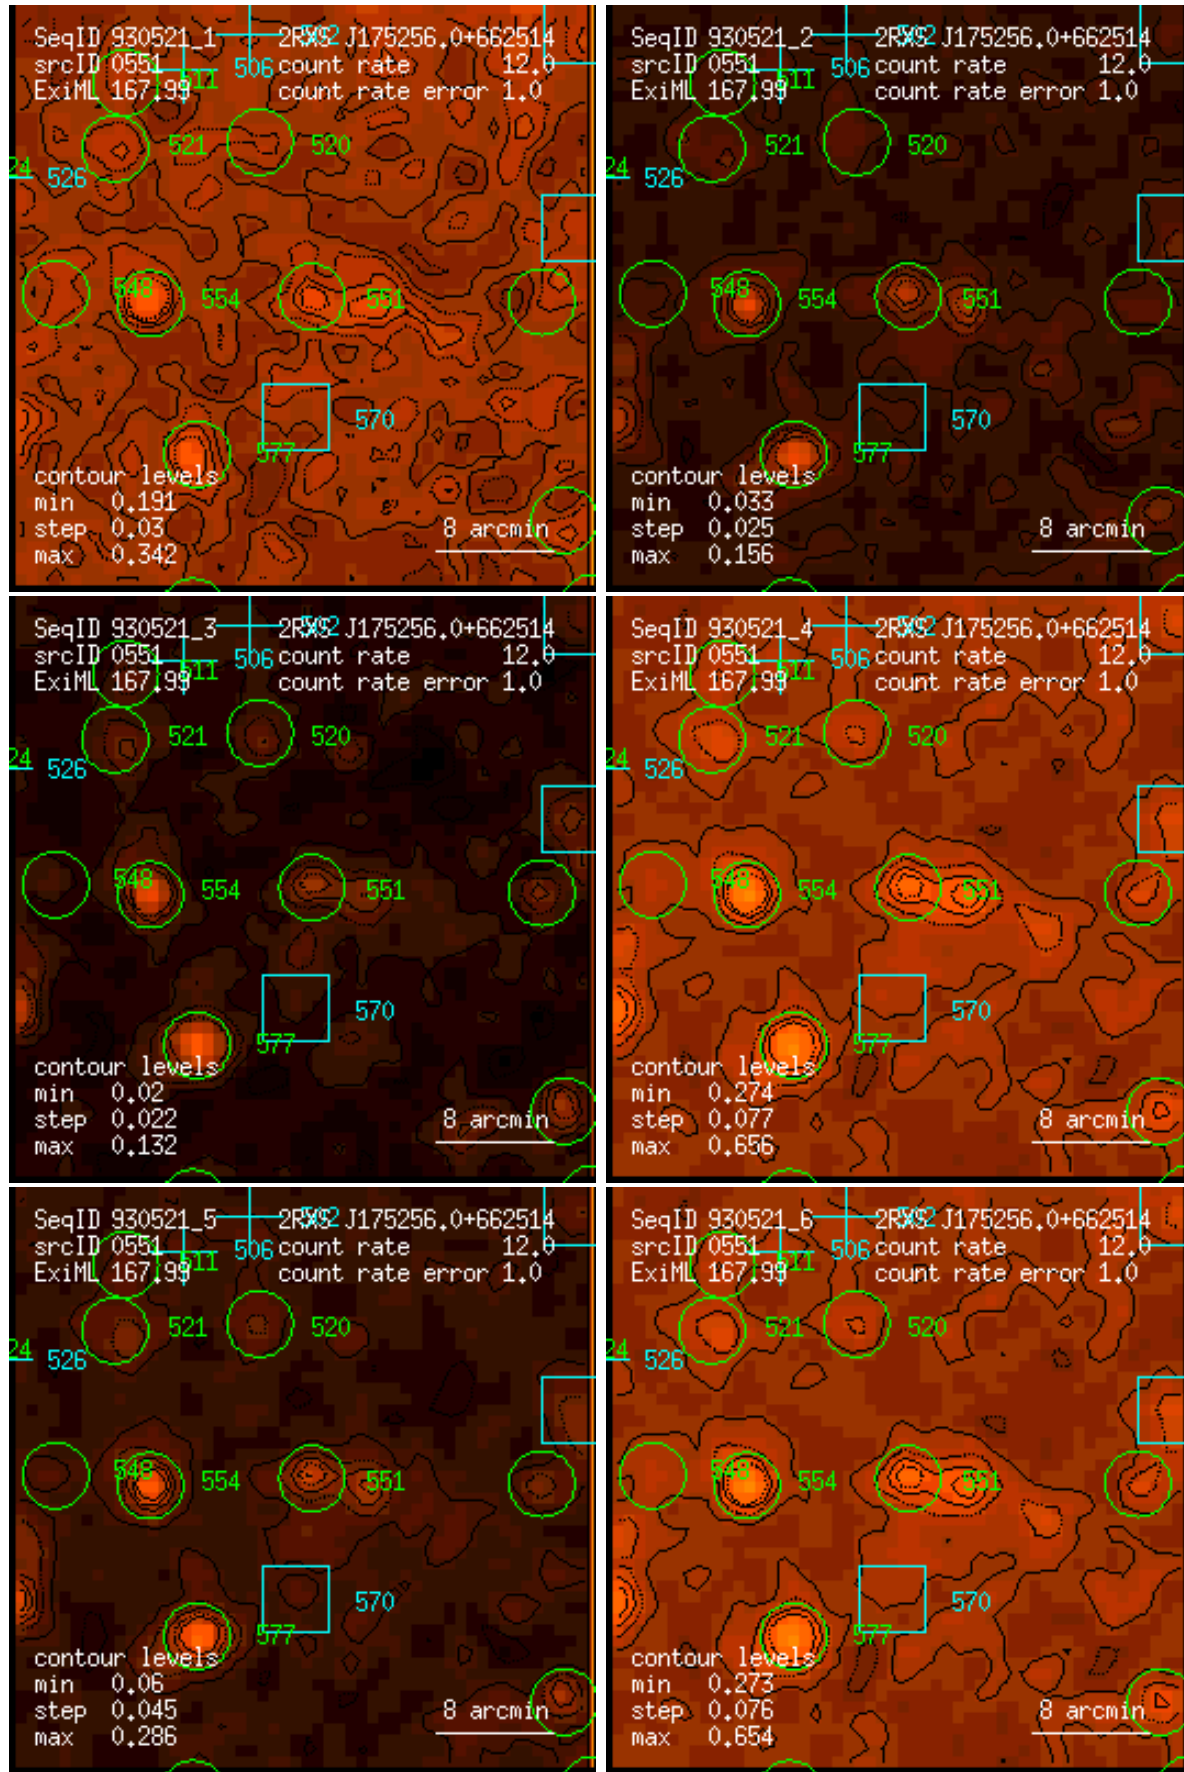 SeqID 930521_1 2RXS J175256.0+662514
srcID 0551 506 count rate 12.0
ExiML 167.99 511 count rate error 1.0
521 520
24 526
548 554 551
570
577
contour levels
min 0.191
step 0.03 8 arcmin
max 0.342
SeqID 930521_2 2RXS J175256.0+662514
srcID 0551 506 count rate 12.0
ExiML 167.99 511 count rate error 1.0
521 520
24 526
548 554 551
570
577
contour levels
min 0.033
step 0.025 8 arcmin
max 0.156
SeqID 930521_3 2RXS J175256.0+662514
srcID 0551 506 count rate 12.0
ExiML 167.99 511 count rate error 1.0
521 520
24 526
548 554 551
570
577
contour levels
min 0.02
step 0.022 8 arcmin
max 0.132
SeqID 930521_4 2RXS J175256.0+662514
srcID 0551 506 count rate 12.0
ExiML 167.99 511 count rate error 1.0
521 520
24 526
548 554 551
570
577
contour levels
min 0.274
step 0.077 8 arcmin
max 0.656
SeqID 930521_5 2RXS J175256.0+662514
srcID 0551 506 count rate 12.0
ExiML 167.99 511 count rate error 1.0
521 520
24 526
548 554 551
570
577
contour levels
min 0.06
step 0.045 8 arcmin
max 0.286
SeqID 930521_6 2RXS J175256.0+662514
srcID 0551 506 count rate 12.0
ExiML 167.99 511 count rate error 1.0
521 520
24 526
548 554 551
570
577
contour levels
min 0.273
step 0.076 8 arcmin
max 0.654